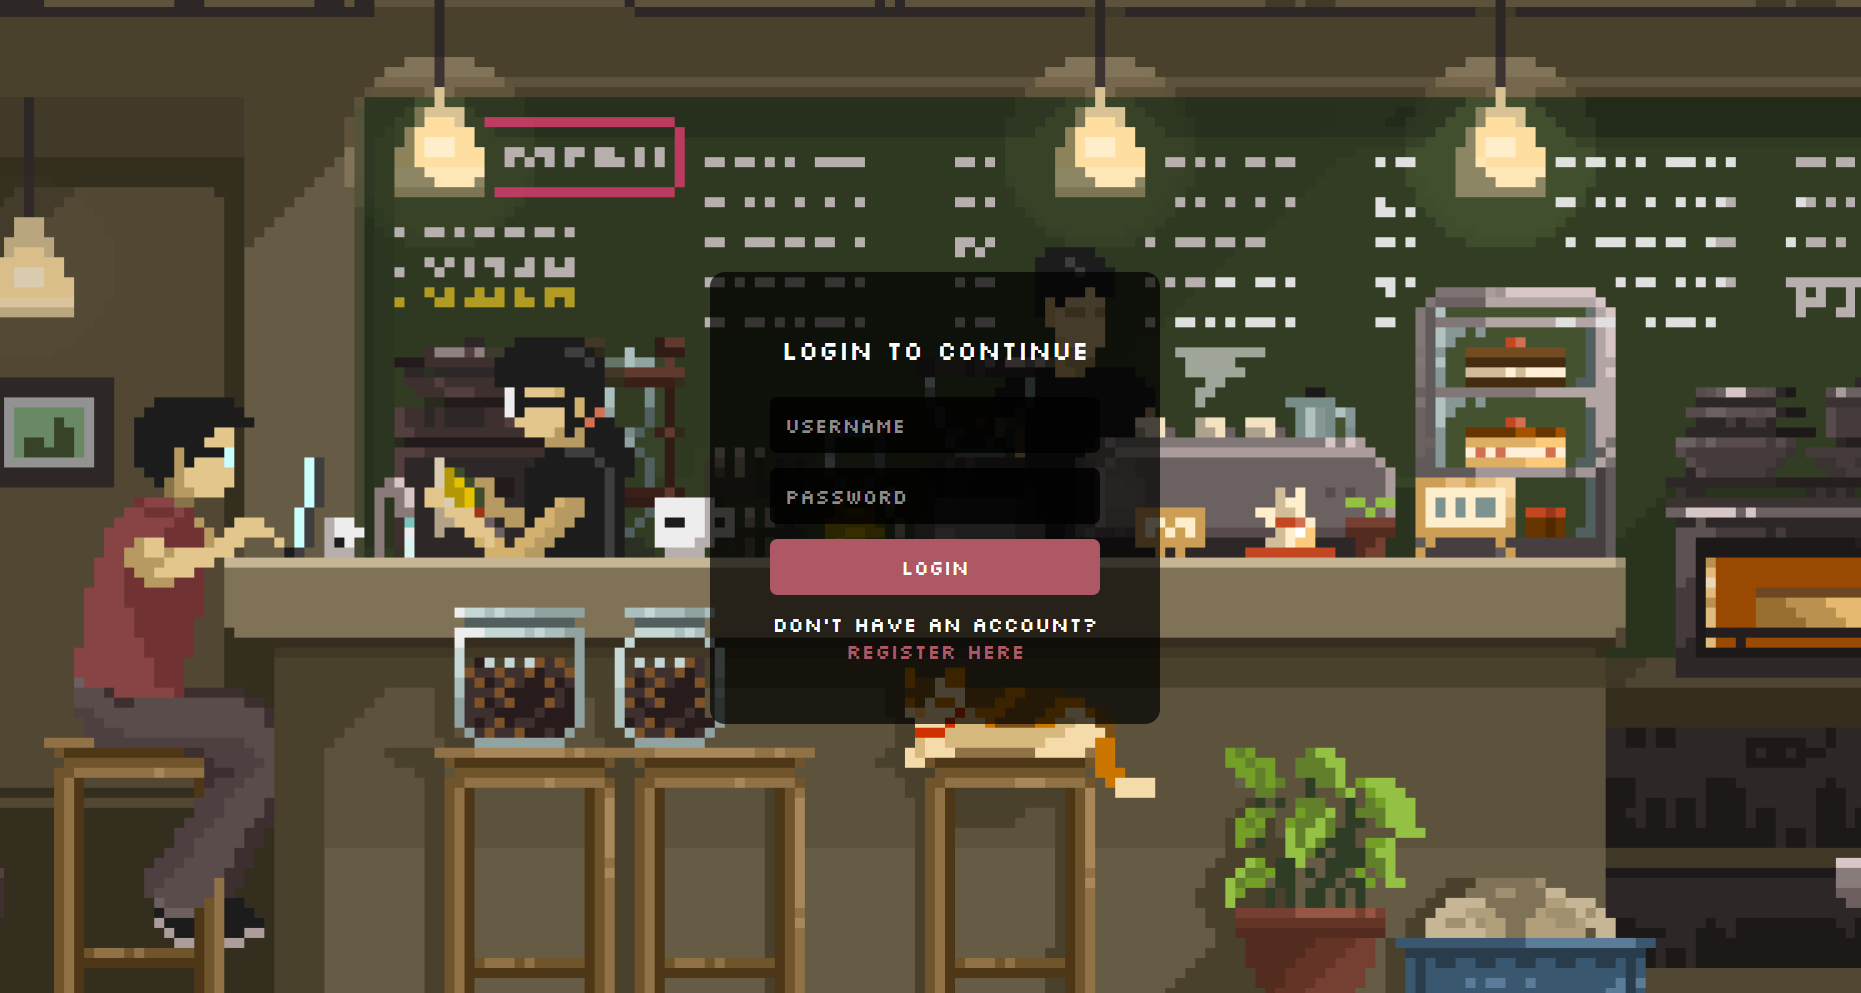 LOGIN TO CONTINUE
USERNAME
PASSWORD
LOGIN
DON'T HAVE AN ACCOUNT?
REGISTER HERE